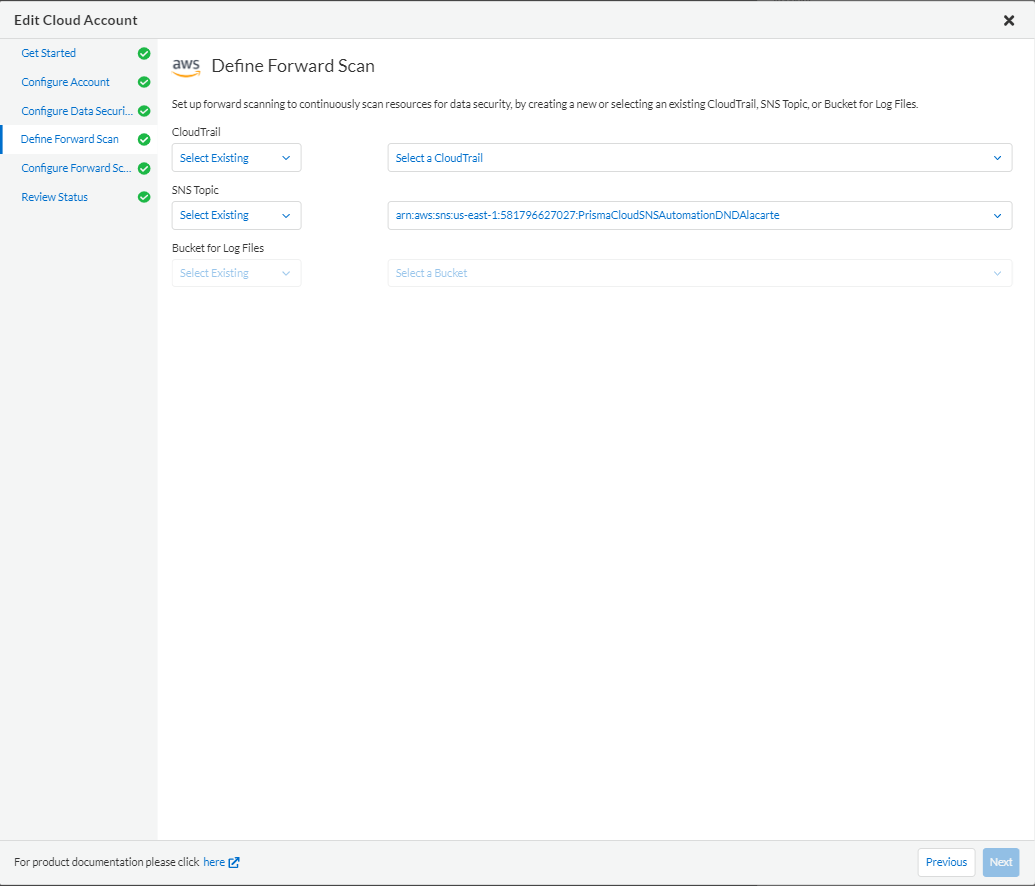 Edit Cloud Account
Get Started
Configure Account
Configure Data Securi...
Define Forward Scan
Configure Forward Sc...
Review Status
aws Define Forward Scan
Set up forward scanning to continuously scan resources for data security, by creating a new or selecting an existing CloudTrail, SNS Topic, or Bucket for Log Files.
CloudTrail
Select Existing Select a CloudTrail
SNS Topic
Select Existing arn:aws:sns:us-east-1:581796627027:PrismaCloudSNSAutomationDNDAlacarte
Bucket for Log Files
Select Existing Select a Bucket
For product documentation please click here
Previous Next